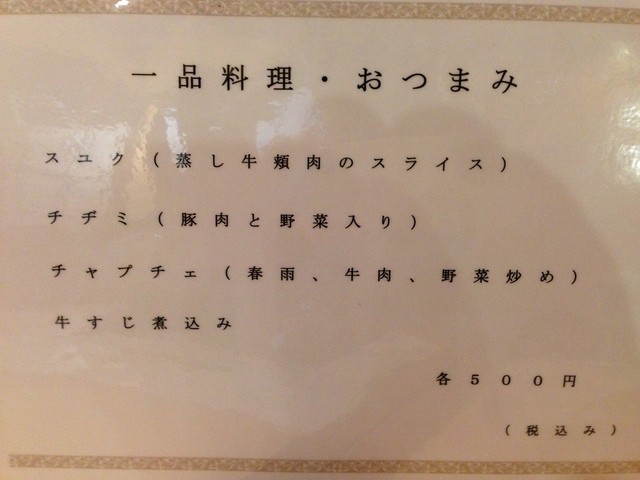 一品料理・おつまみ
スユク(蒸し牛頬肉のスライス)
チヂミ(豚肉と野菜入り)
チャプチェ(春雨、牛肉、野菜炒め)
牛すじ煮込み
各500円
(税込み)